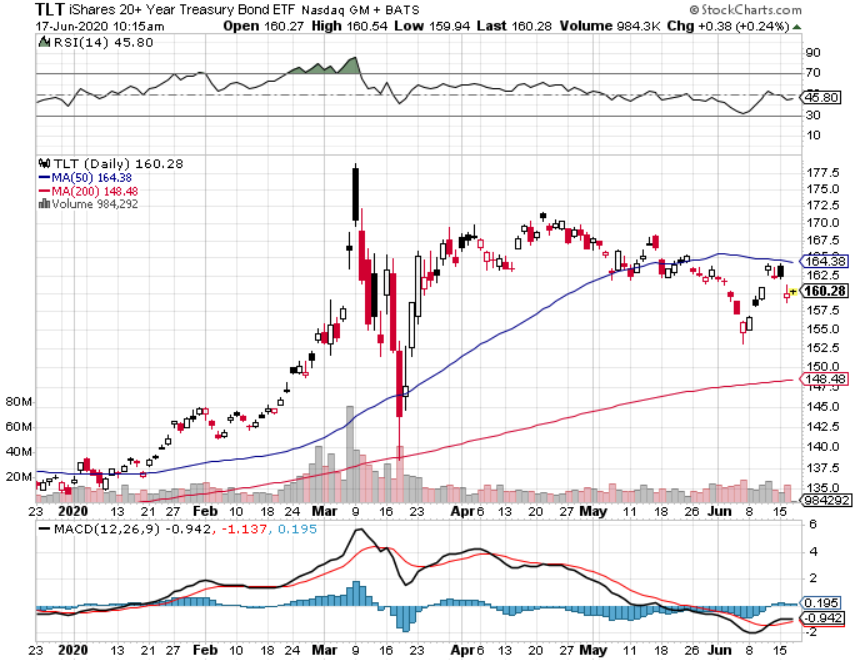 TLT iShares 20+ Year Treasury Bond ETF Nasdaq GM + BATS © StockCharts.com
17-Jun-2020 10:15am Open 160.27 High 160.54 Low 159.94 Last 160.28 Volume 984.3K Chg +0.38 (+0.24%)
RSI(14) 45.80
90
70
45.80
30
10
TLT (Daily) 160.28
MA(50) 164.38
MA(200) 148.48
Volume 984,292
177.5
175.0
172.5
170.0
167.5
164.38
162.5
160.28
157.5
155.0
152.5
150.0
148.48
145.0
142.5
140.0
137.5
135.0
984292
80M
60M
40M
20M
23 2020 6 13 21 27 Feb 10 18 24 Mar 9 16 23 Apr 6 13 20 27 May 11 18 26 Jun 8 15
MACD(12,26,9) -0.942, -1.137, 0.195
6
4
2
0.195
-0.942
-2
23 2020 6 13 21 27 Feb 10 18 24 Mar 9 16 23 Apr 6 13 20 27 May 11 18 26 Jun 8 15